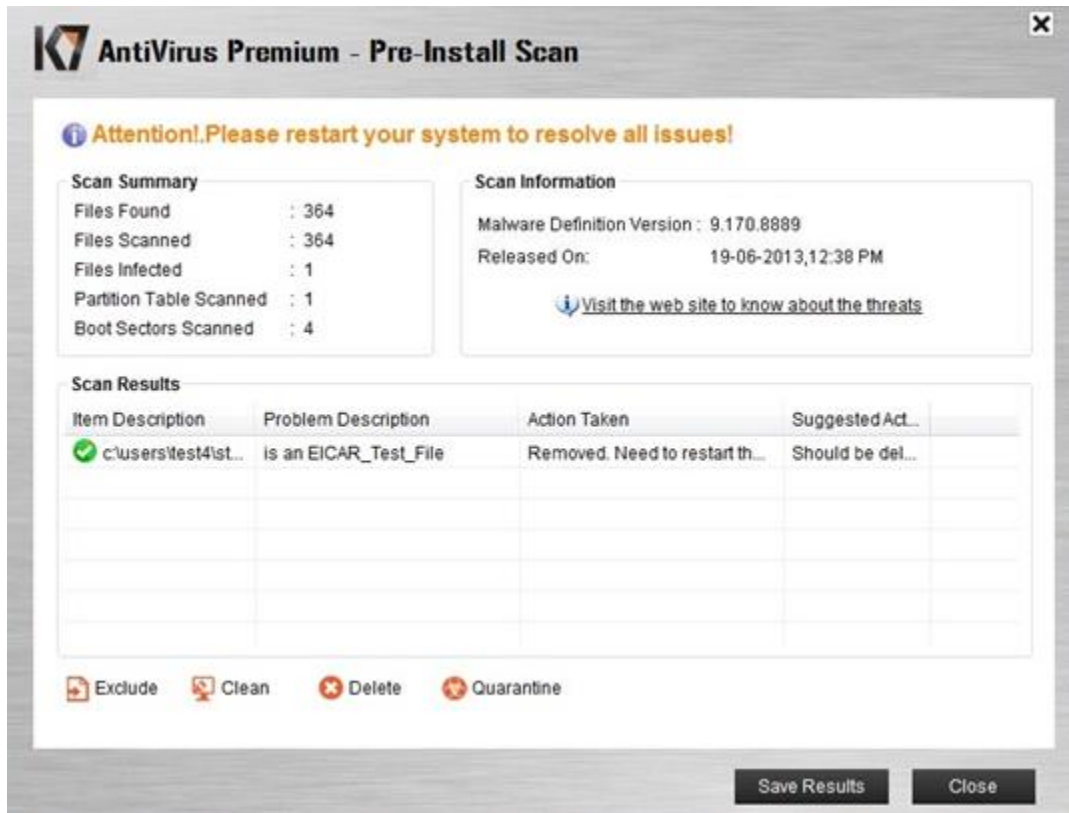 K7 AntiVirus Premium - Pre-Install Scan
Attention!.Please restart your system to resolve all issues!
Scan Summary
Files Found : 364
Files Scanned : 364
Files Infected : 1
Partition Table Scanned : 1
Boot Sectors Scanned : 4
Scan Information
Malware Definition Version : 9.170.8889
Released On: 19-06-2013,12:38 PM
Visit the web site to know about the threats
Scan Results
Item Description Problem Description Action Taken Suggested Act...
c:\users\test4\st... is an EICAR_Test_File Removed. Need to restart th... Should be del...
Exclude Clean Delete Quarantine
Save Results Close